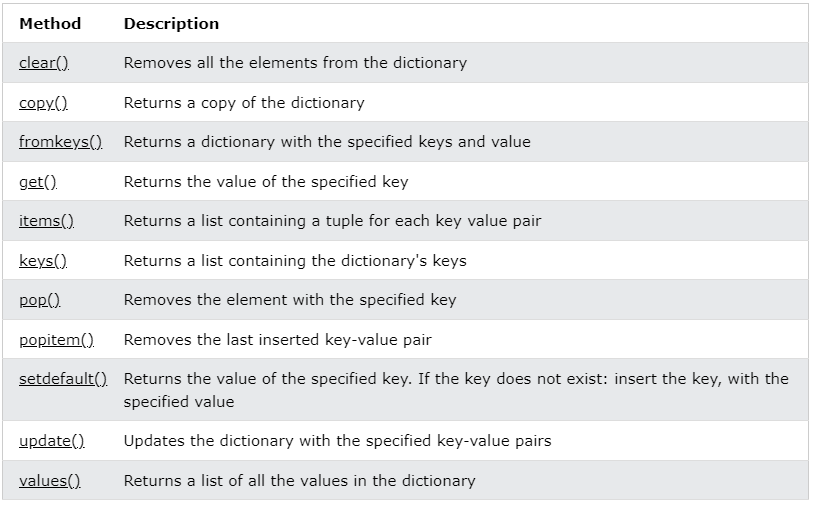 Method Description
clear() Removes all the elements from the dictionary
copy() Returns a copy of the dictionary
fromkeys() Returns a dictionary with the specified keys and value
get() Returns the value of the specified key
items() Returns a list containing a tuple for each key value pair
keys() Returns a list containing the dictionary's keys
pop() Removes the element with the specified key
popitem() Removes the last inserted key-value pair
setdefault() Returns the value of the specified key. If the key does not exist: insert the key, with the
specified value
update() Updates the dictionary with the specified key-value pairs
values() Returns a list of all the values in the dictionary